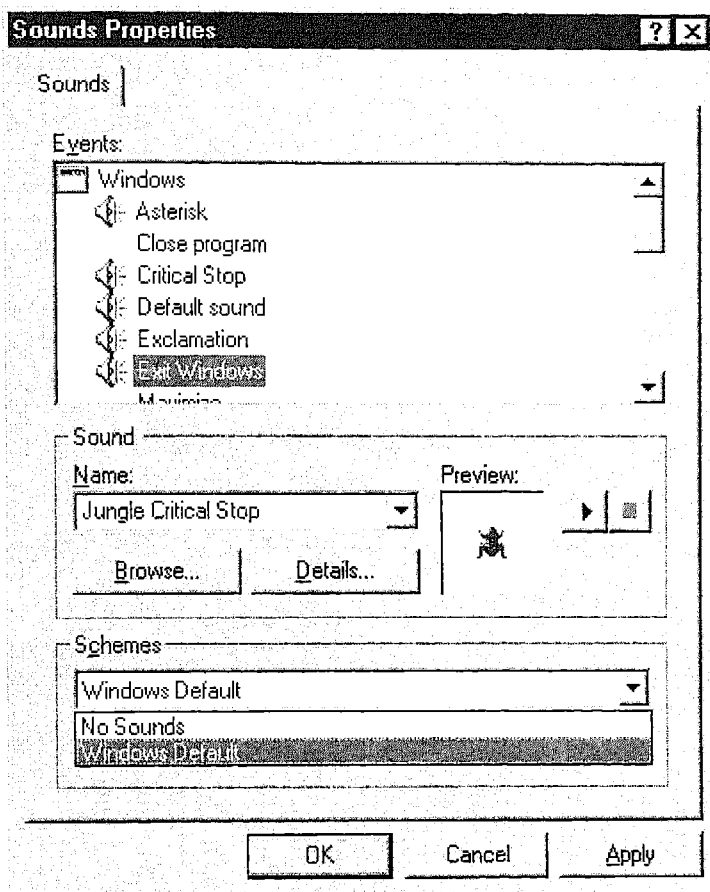 Sounds Properties
Sounds
Events:
Windows
Asterisk
Close program
Critical Stop
Default sound
Exclamation
Exit Windows
Maximize
Sound
Name:
Preview:
Jungle Critical Stop
Browse...
Details...
Schemes
Windows Default
No Sounds
Windows Default
OK
Cancel
Apply